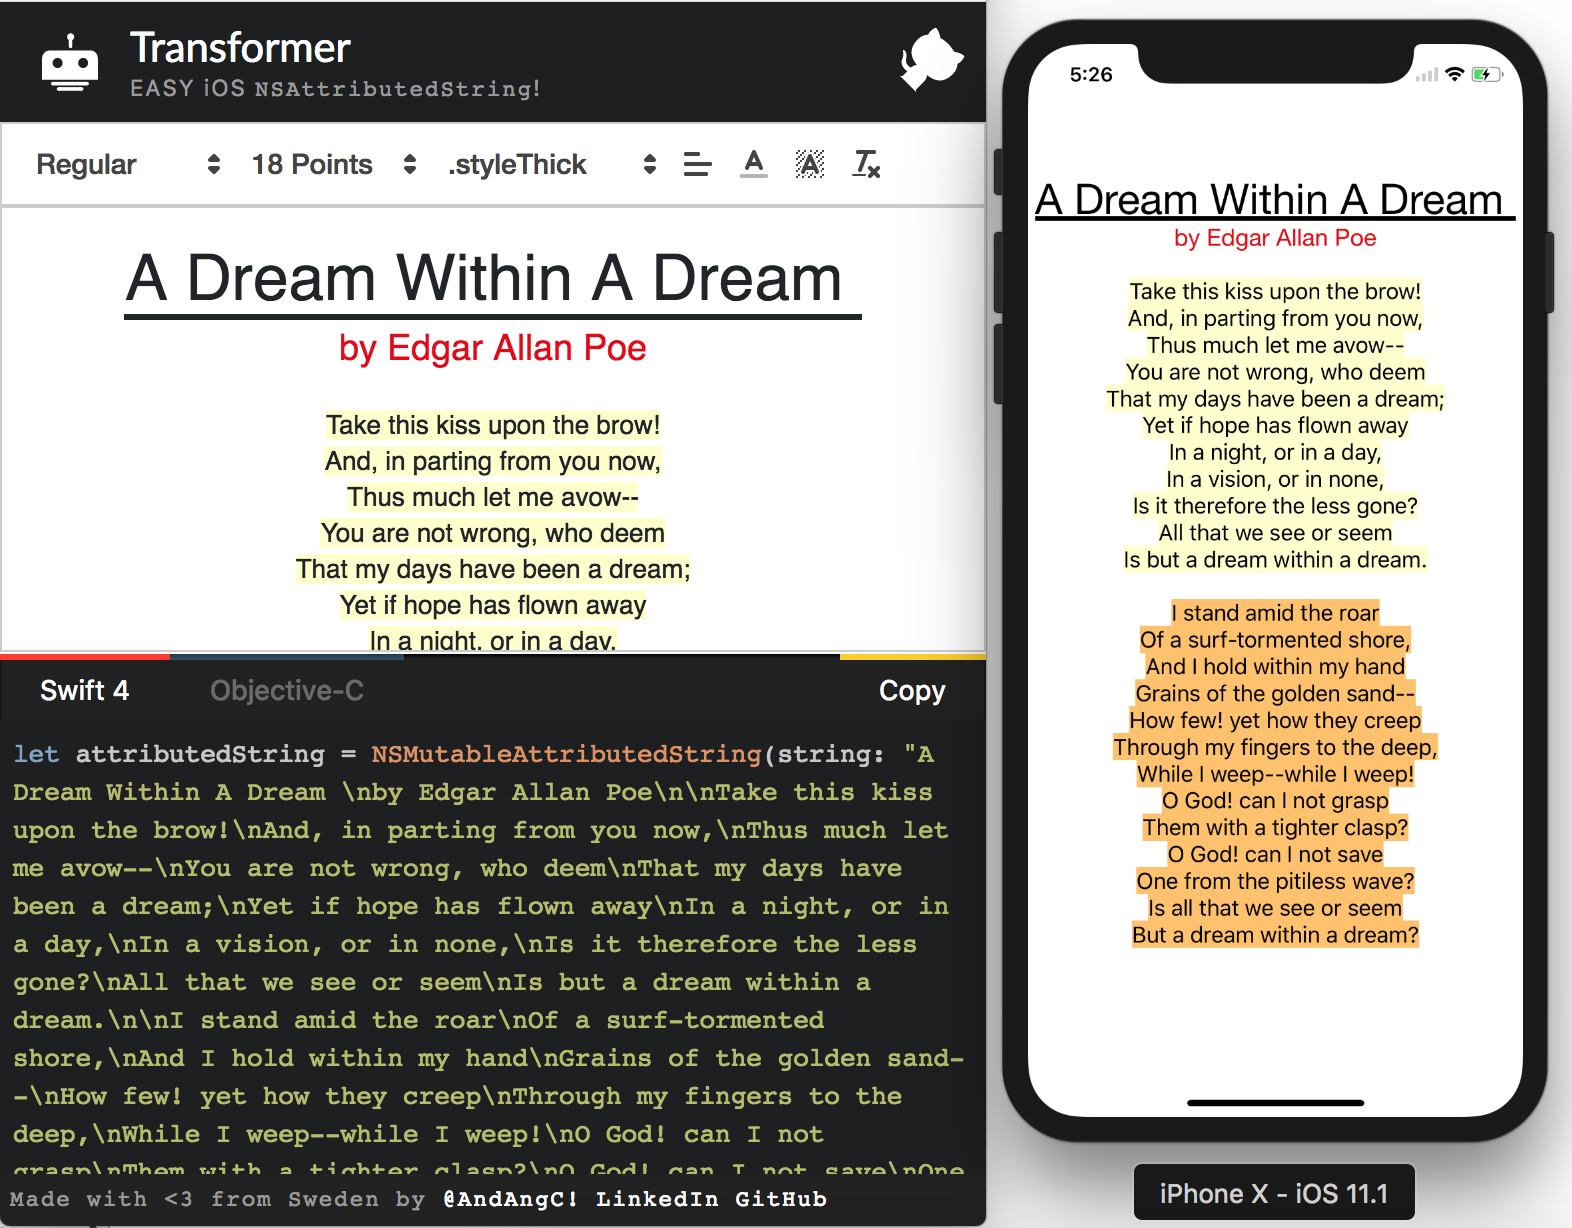 Transformer
EASY iOS NSAttributedString!
Regular 18 Points .styleThick
A Dream Within A Dream
by Edgar Allan Poe
Take this kiss upon the brow!
And, in parting from you now,
Thus much let me avow--
You are not wrong, who deem
That my days have been a dream;
Yet if hope has flown away
In a night, or in a day,
Swift 4 Objective-C Copy
let attributedString = NSMutableAttributedString(string: "A
Dream Within A Dream \nby Edgar Allan Poe\n\nTake this kiss
upon the brow!\nAnd, in parting from you now,\nThus much let
me avow--\nYou are not wrong, who deem\nThat my days have
been a dream;\nYet if hope has flown away\nIn a night, or in
a day,\nIn a vision, or in none,\nIs it therefore the less
gone?\nAll that we see or seem\nIs but a dream within a
dream.\n\nI stand amid the roar\nOf a surf-tormented
shore,\nAnd I hold within my hand\nGrains of the golden sand-
-\nHow few! yet how they creep\nThrough my fingers to the
deep,\nWhile I weep--while I weep!\nO God! can I not
grasp\nThem with a tighter clasp?\nO God! can I not save\nOne
Made with <3 from Sweden by @AndAngC! LinkedIn GitHub
5:26
A Dream Within A Dream
by Edgar Allan Poe
Take this kiss upon the brow!
And, in parting from you now,
Thus much let me avow--
You are not wrong, who deem
That my days have been a dream;
Yet if hope has flown away
In a night, or in a day,
In a vision, or in none,
Is it therefore the less gone?
All that we see or seem
Is but a dream within a dream.
I stand amid the roar
Of a surf-tormented shore,
And I hold within my hand
Grains of the golden sand--
How few! yet how they creep
Through my fingers to the deep,
While I weep--while I weep!
O God! can I not grasp
Them with a tighter clasp?
O God! can I not save
One from the pitiless wave?
Is all that we see or seem
But a dream within a dream?
iPhone X - iOS 11.1